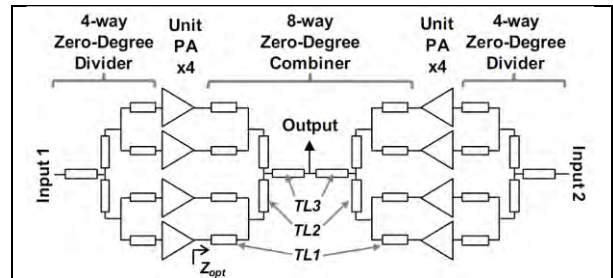 4-way
Zero-Degree
Divider
Unit
PA
x4
8-way
Zero-Degree
Combiner
Unit
PA
x4
4-way
Zero-Degree
Divider
Output
Input 1
Input 2
TL3
TL2
TL1
Zopt